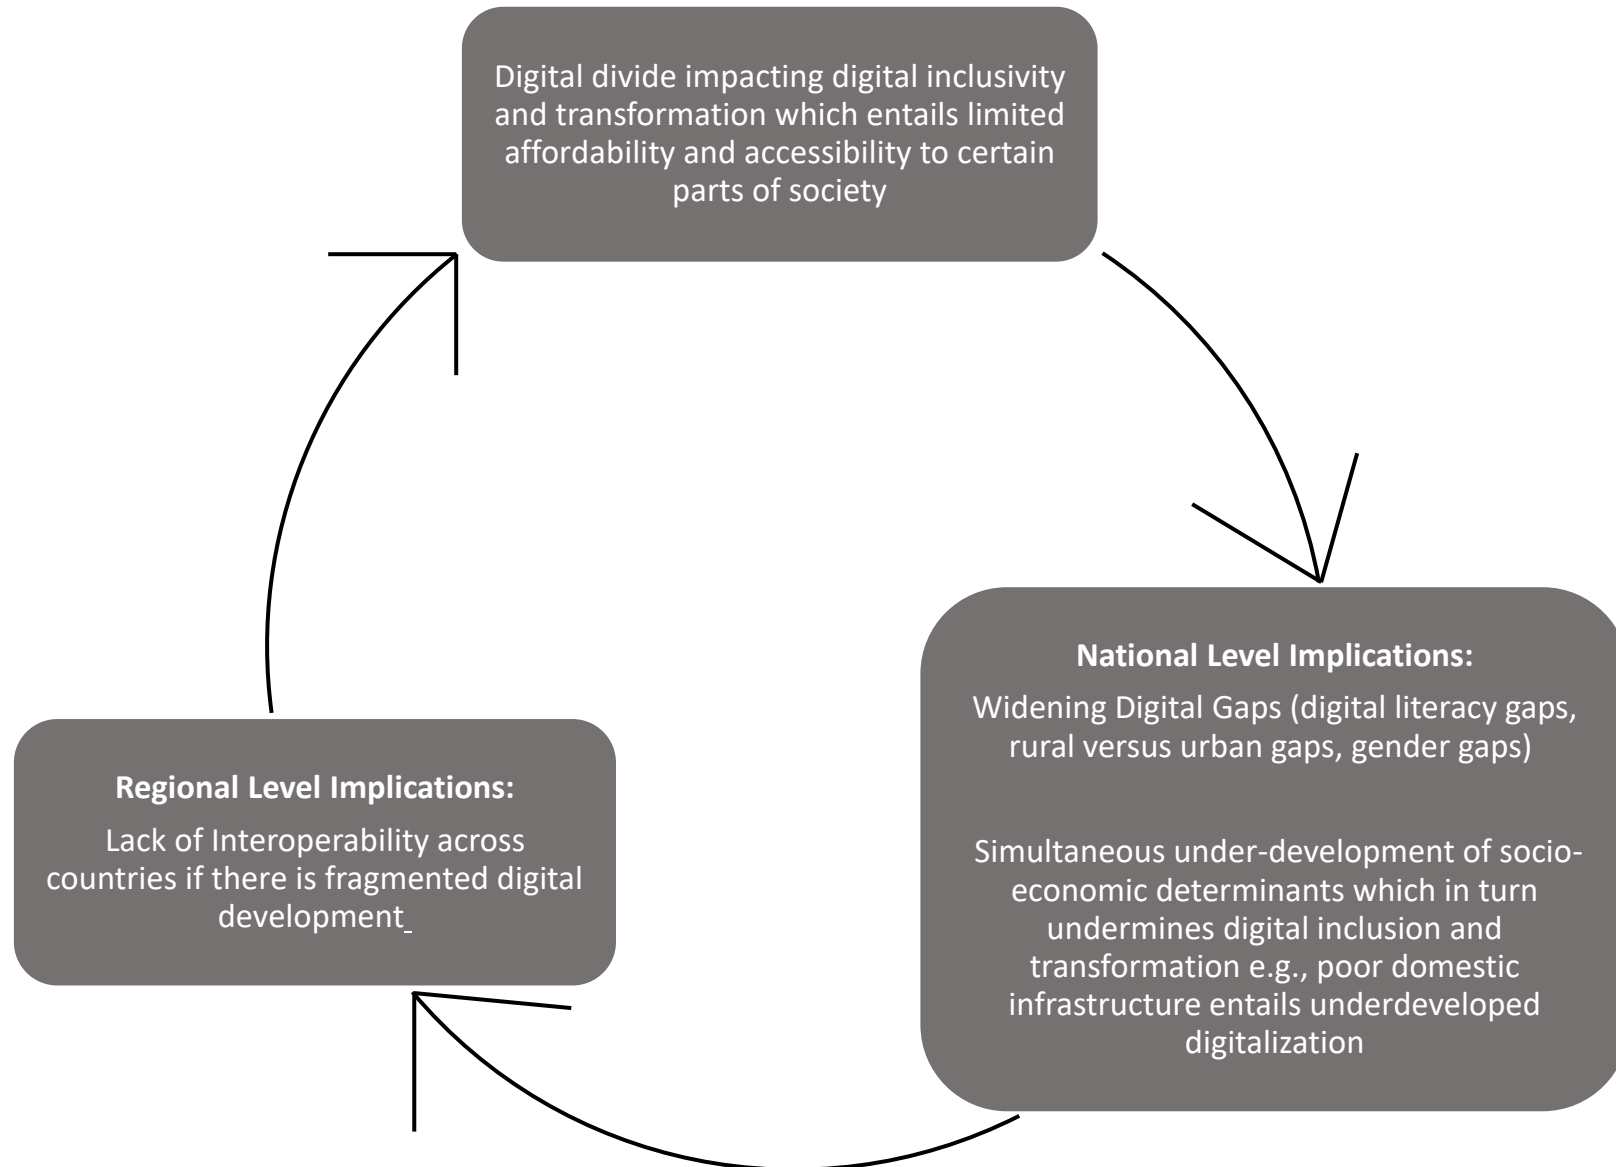 Digital divide impacting digital inclusivity
and transformation which entails limited
affordability and accessibility to certain
parts of society
National Level Implications:
Widening Digital Gaps (digital literacy gaps,
rural versus urban gaps, gender gaps)
Simultaneous under-development of socio-
economic determinants which in turn
undermines digital inclusion and
transformation e.g., poor domestic
infrastructure entails underdeveloped
digitalization
Regional Level Implications:
Lack of Interoperability across
countries if there is fragmented digital
development